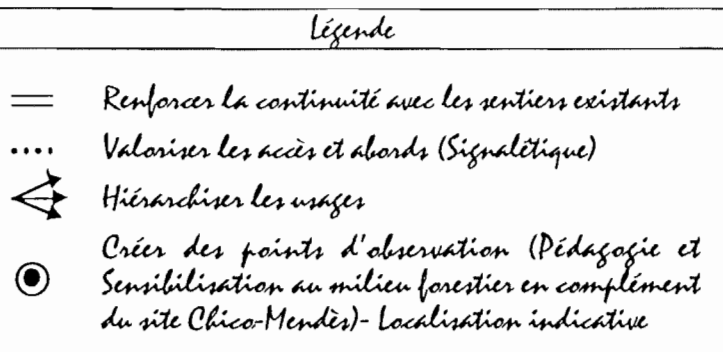 Légende
Renforcer la continuité avec les sentiers existants
Valoriser les accès et abords (Signalétique)
Hiérarchiser les usages
Créer des points d'observation (Pédagogie et
Sensibilisation au milieu forestier en complément
du site Chico-Mendès)- Localisation indicative